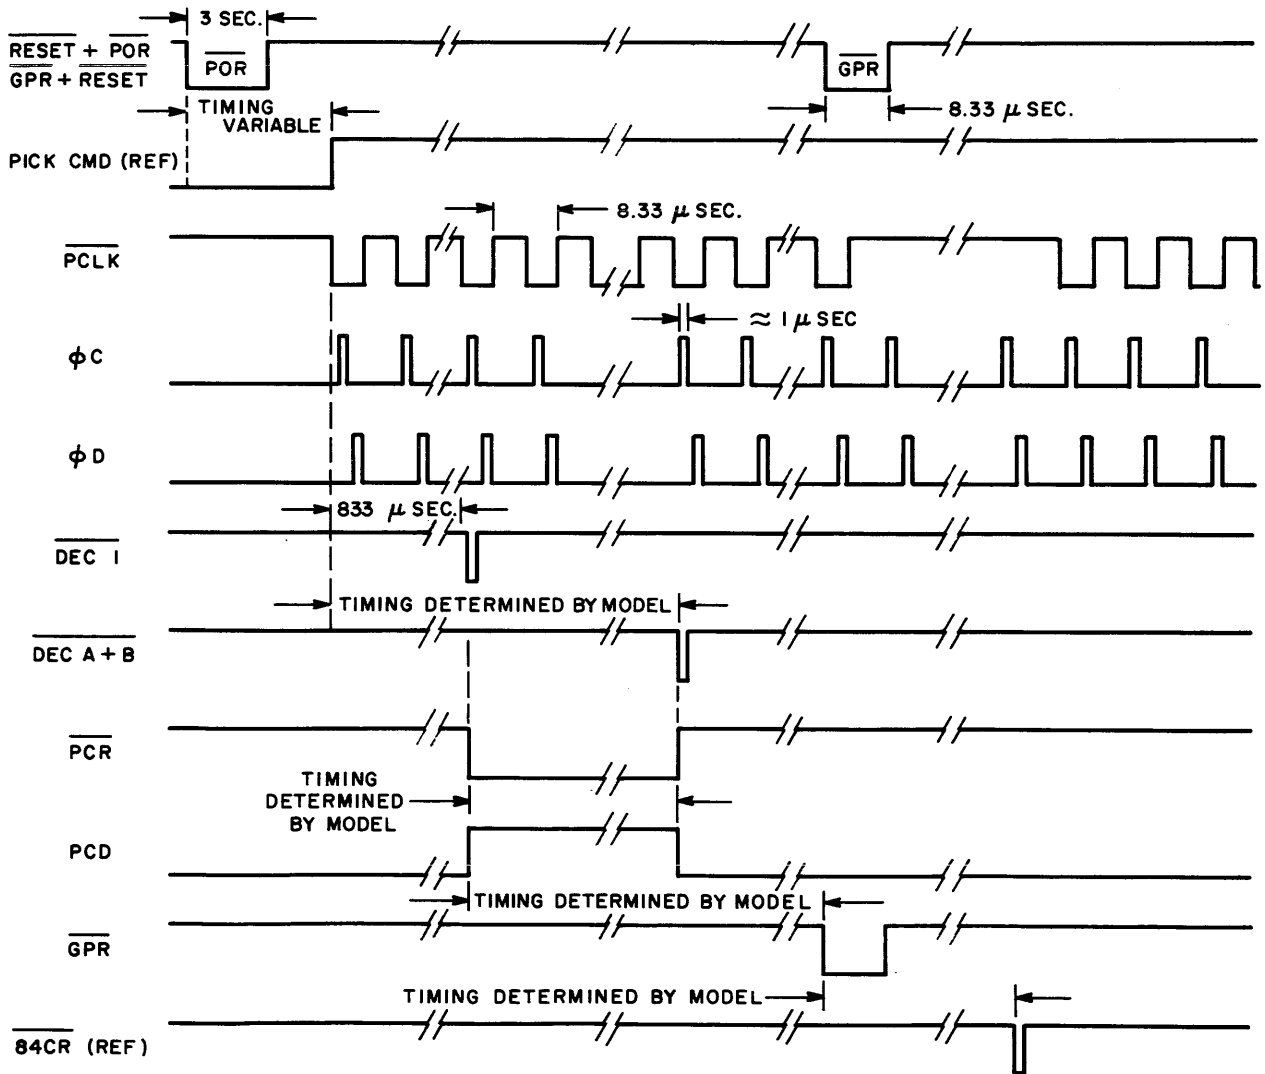 3 SEC.
RESET + POR
GPR + RESET
POR
GPR
TIMING
VARIABLE
8.33 μ SEC.
PICK CMD (REF)
8.33 μ SEC.
PCLK
≈ 1 μ SEC
φC
φD
833 μ SEC.
DEC 1
TIMING DETERMINED BY MODEL
DEC A + B
PCR
TIMING
DETERMINED
BY MODEL
PCD
TIMING DETERMINED BY MODEL
GPR
TIMING DETERMINED BY MODEL
84CR (REF)